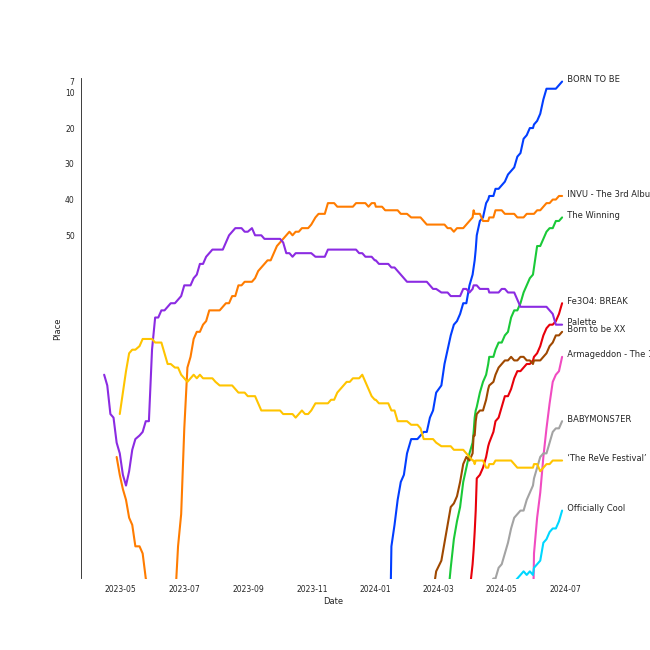 7
10
20
30
40
50
Place
BORN TO BE
INVU - The 3rd Albu
The Winning
Fe3O4: BREAK
Palette
Born to be XX
Armageddon - The 1
BABYMONS7ER
'The ReVe Festival'
Officially Cool
2023-05 2023-07 2023-09 2023-11 2024-01 2024-03 2024-05 2024-07
Date